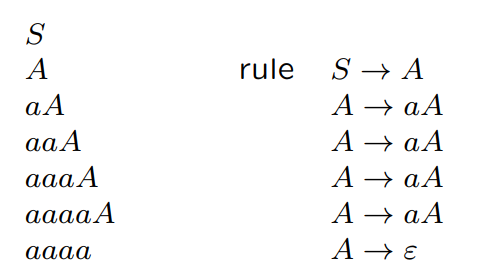 S
A rule S → A
aA A → aA
aaA A → aA
aaaA A → aA
aaaaA A → aA
aaaa A → ε